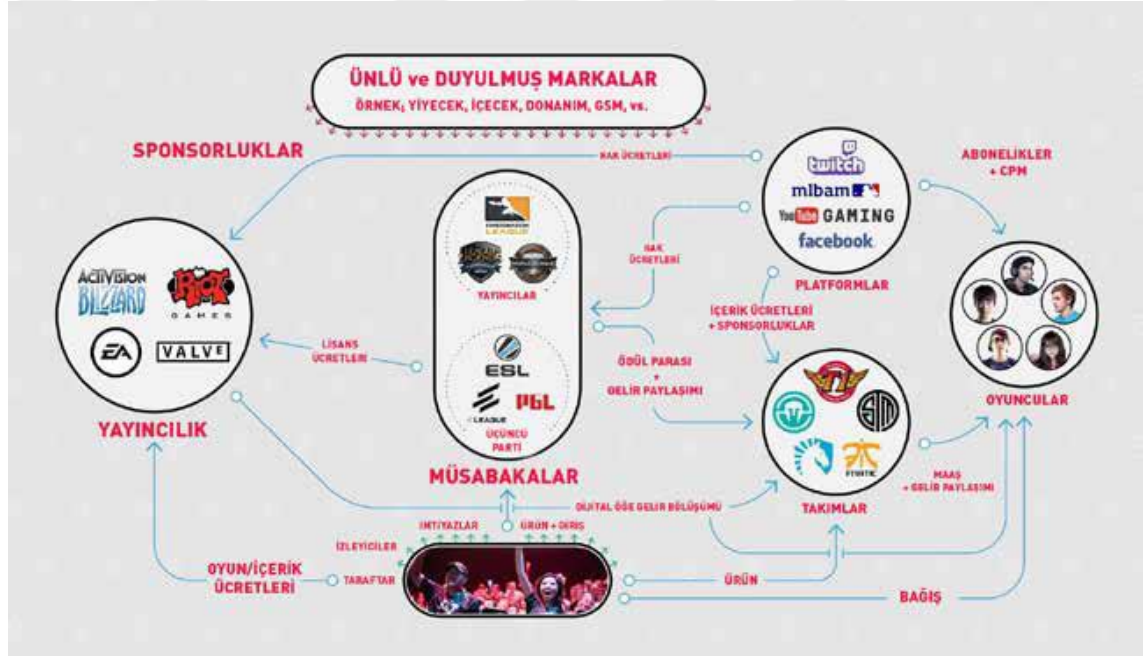 ÜNLÜ ve DUYULMUŞ MARKALAR
ÖRNEK; YİYECEK, İÇECEK, DONANIM, GSM, vs.
SPONSORLUKLAR
HAK ÜCRETLERİ
twitch
mlbam
YouTube GAMING
facebook
PLATFORMLAR
ABONELİKLER
+ CPM
LEAGUE
YAYINCILAR
HAK
ÜCRETLERİ
ACTIVISION
BLIZZARD
RIOT
GAMES
EA
VALVE
YAYINCILIK
LİSANS
ÜCRETLERİ
ESL
ELEAGUE
ÜÇÜNCÜ
PARTİ
MÜSABAKALAR
İÇERİK ÜCRETLERİ
+ SPONSORLUKLAR
ÖDÜL PARASI
+
GELİR PAYLAŞIMI
TSM
FNATIC
TAKIMLAR
OYUNCULAR
MAAŞ
+ GELİR PAYLAŞIMI
DİJİTAL ÖĞE GELİR BÖLÜŞÜMÜ
İMTİYAZLAR
ÜRÜN + GİRİŞ
İZLEYİCİLER
TARAFTAR
OYUN/İÇERİK
ÜCRETLERİ
ÜRÜN
BAĞIŞ